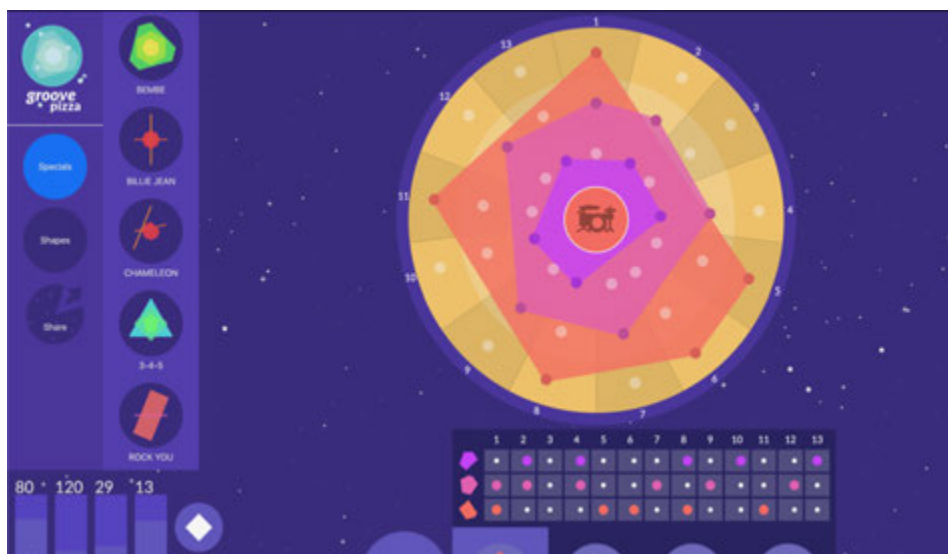 groove
pizza
Specials
Shapes
Share
BEMBE
BILLIE JEAN
CHAMELEON
3-4-5
ROCK YOU
80 120 29 13
1
2
3
4
5
6
7
8
9
10
11
12
13
1 2 3 4 5 6 7 8 9 10 11 12 13